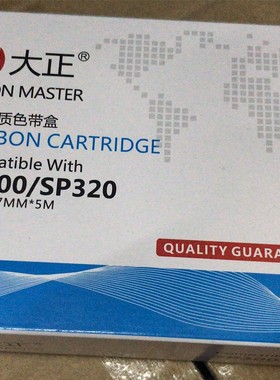 大正®
ON MASTER
质色带盒
BON CARTRIDGE
atible With
00/SP320
7MM*5M
QUALITY GUARA